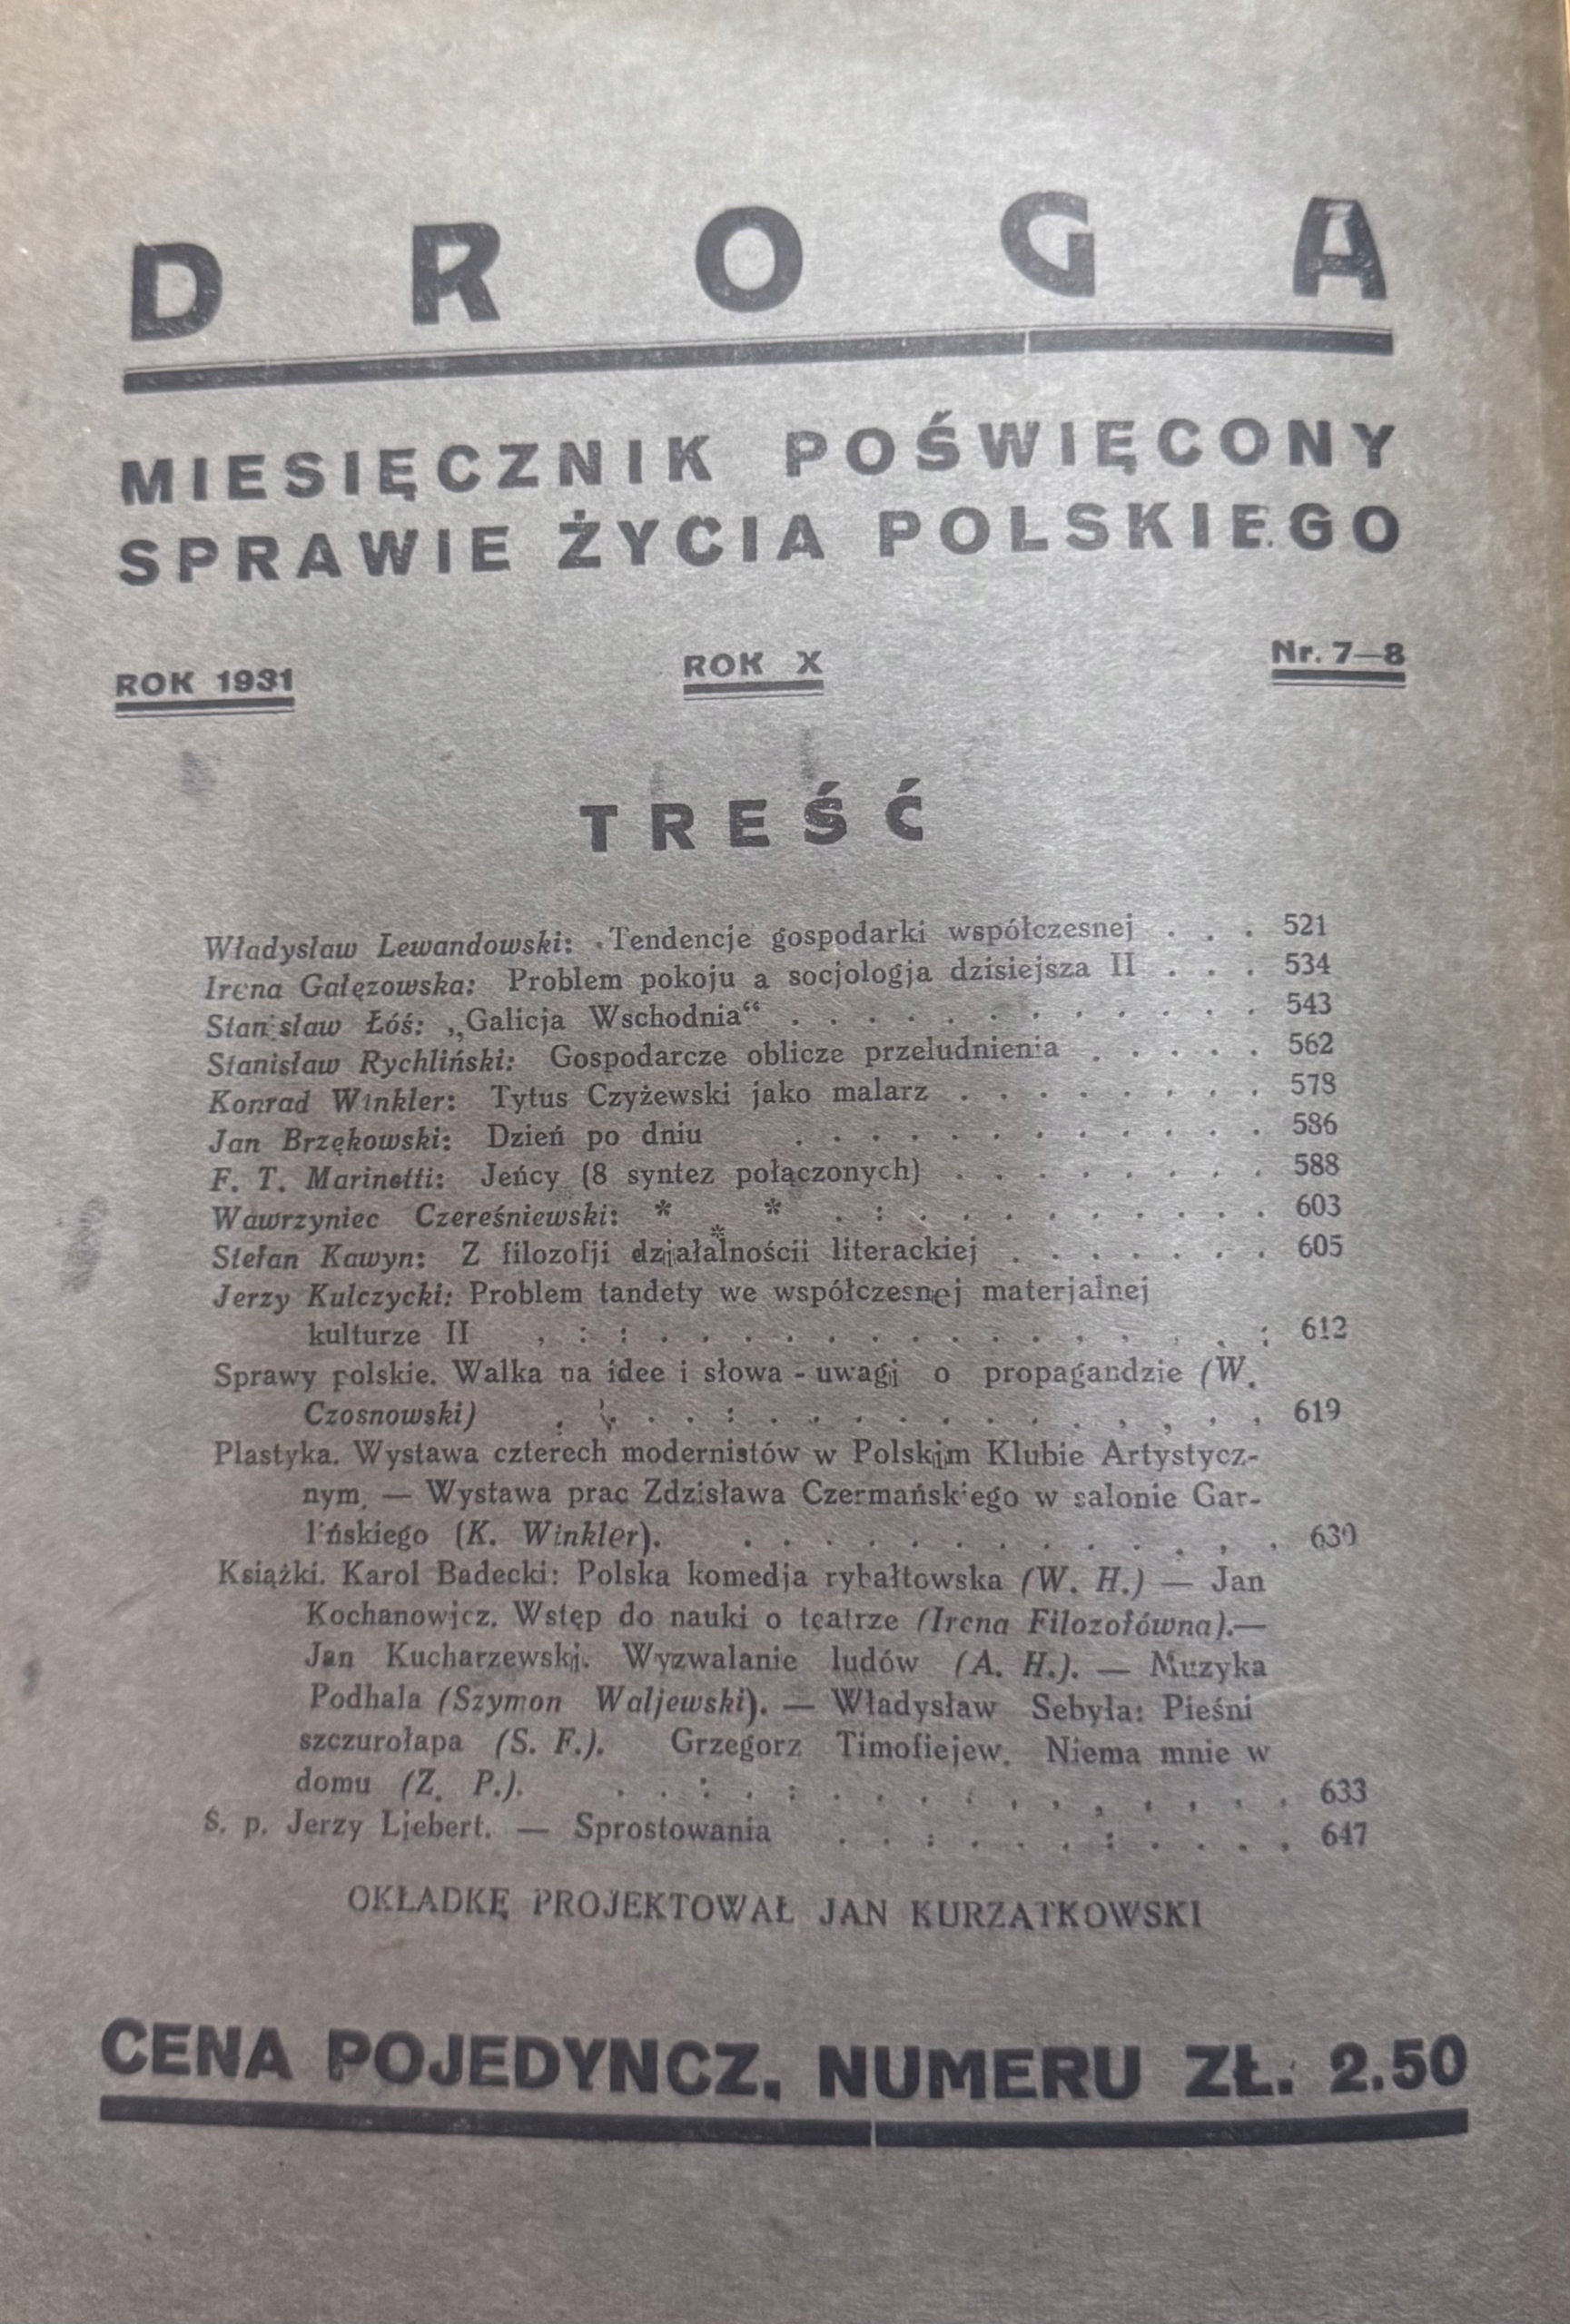 DROGA
MIESIĘCZNIK POŚWIĘCONY
SPRAWIE ŻYCIA POLSKIEGO
ROK 1931 ROK X Nr. 7—8
TREŚĆ
Władysław Lewandowski: Tendencje gospodarki współczesnej . . . 521
Irena Gałęzowska: Problem pokoju a socjologja dzisiejsza II . . . 534
Stanisław Łóś: „Galicja Wschodnia“ . . . . . . . . . . . . 543
Stanisław Rychliński: Gospodarcze oblicze przeludnienia . . . . . 562
Konrad Winkler: Tytus Czyżewski jako malarz . . . . . . . . 578
Jan Brzękowski: Dzień po dniu . . . . . . . . . . . . 586
F. T. Marinetti: Jeńcy (8 syntez połączonych) . . . . . . . . 588
Wawrzyniec Czereśniewski: * * * . : . . . . . . . . . 603
Stefan Kawyn: Z filozofji działalnościi literackiej . . . . . . . 605
Jerzy Kulczycki: Problem tandety we współczesnej materjalnej
kulturze II . : : . . . . . . . . . . . . . . : 612
Sprawy polskie. Walka na idee i słowa - uwagi o propagandzie (W.
Czosnowski) . . . . : . . . . . . . . . . . . 619
Plastyka. Wystawa czterech modernistów w Polskim Klubie Artystycz-
nym. — Wystawa prac Zdzisława Czermańskiego w salonie Gar-
lińskiego (K. Winkler). . . . . . . . . . . . . . 630
Książki. Karol Badecki: Polska komedja rybałtowska (W. H.) — Jan
Kochanowicz. Wstęp do nauki o teatrze (Irena Filozofówna).—
Jan Kucharzewski. Wyzwalanie ludów (A. H.). — Muzyka
Podhala (Szymon Waljewski). — Władysław Sebyła: Pieśni
szczurołapa (S. F.). Grzegorz Timofiejew. Niema mnie w
domu (Z. P.). . . : . : . . . . . . . . . . . 633
Ś. p. Jerzy Liebert. — Sprostowania . . : . . . : . . . . 647
OKŁADKĘ PROJEKTOWAŁ JAN KURZĄTKOWSKI
CENA POJEDYNCZ. NUMERU ZŁ. 2.50